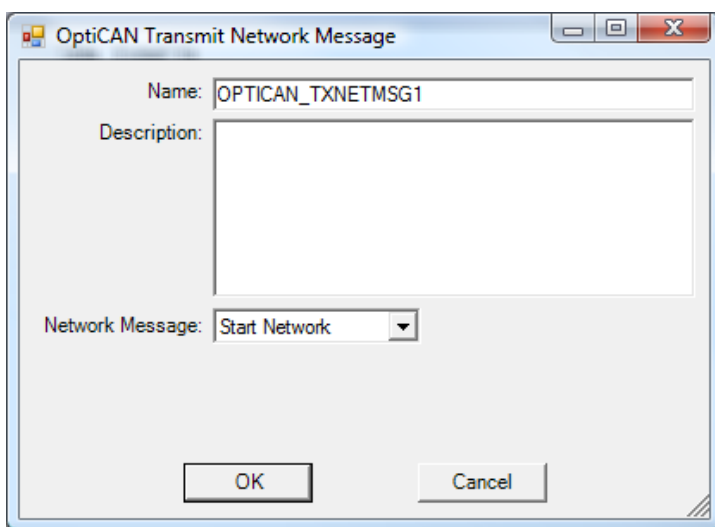 OptiCAN Transmit Network Message
Name: OPTICAN_TXNETMSG1
Description:
Network Message: Start Network
OK Cancel